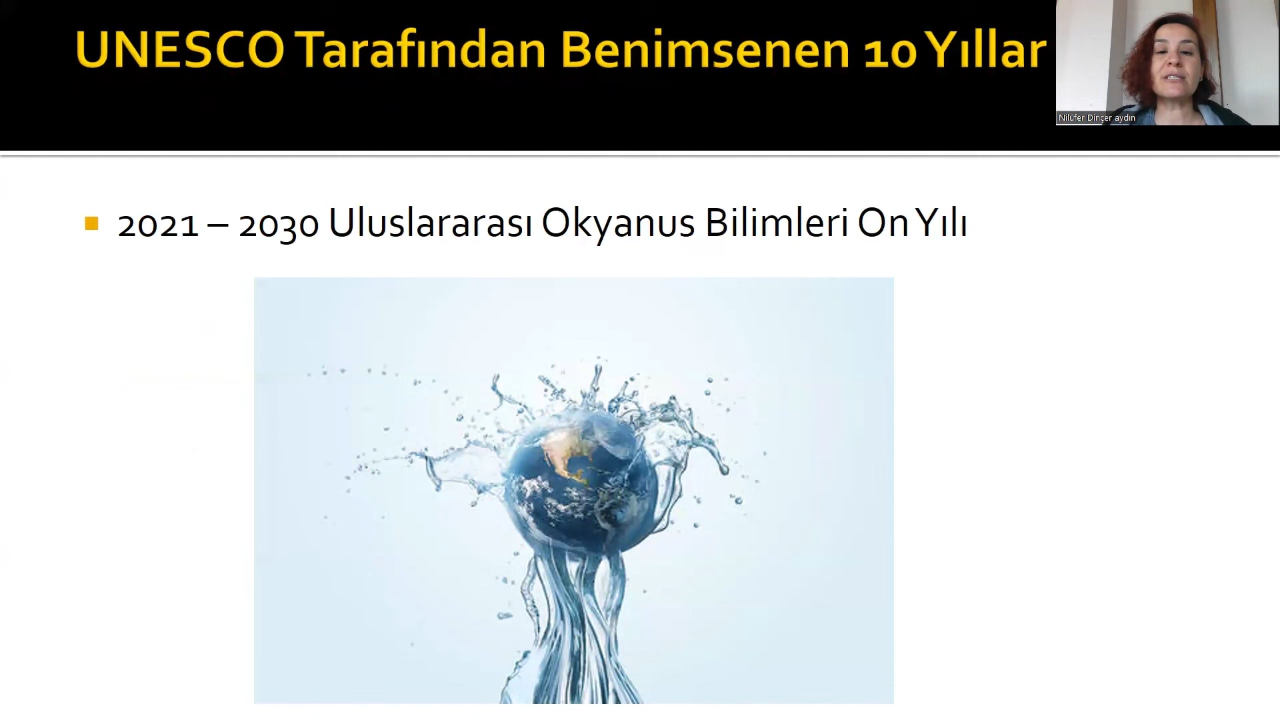 UNESCO Tarafından Benimsenen 10 Yıllar
Nilüfer Dinçer aydın
2021 – 2030 Uluslararası Okyanus Bilimleri On Yılı